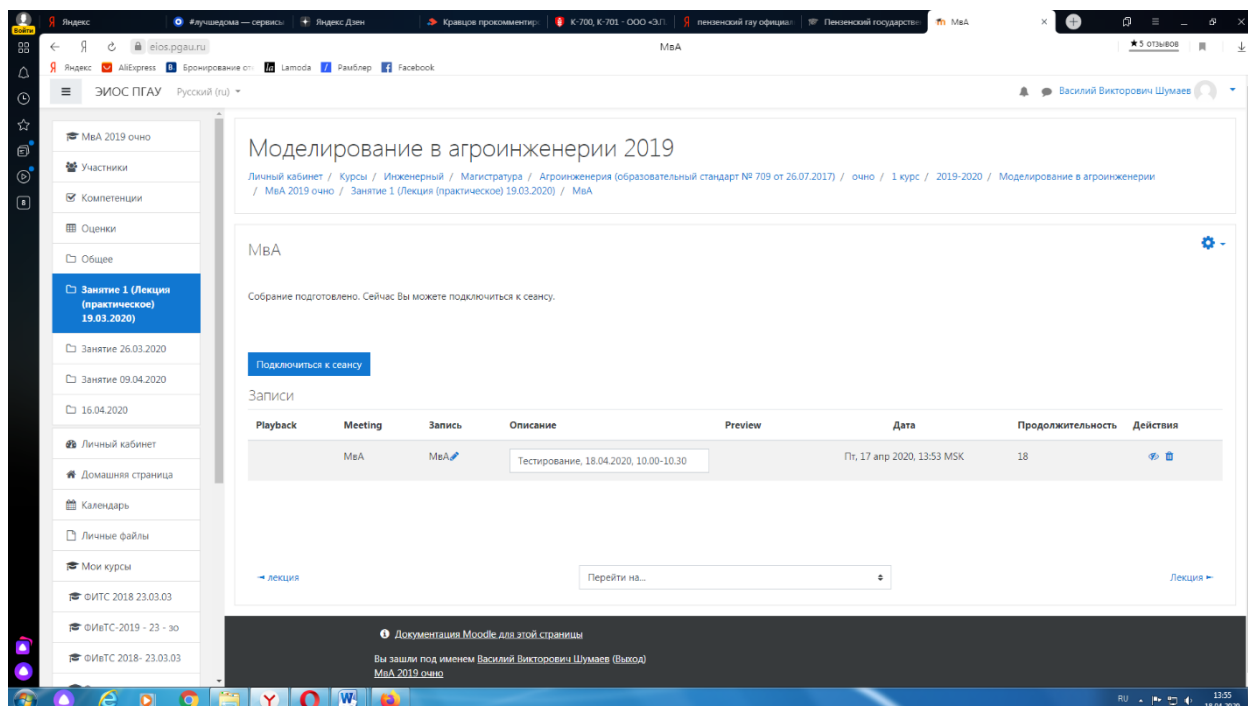 Яндекс
#лучшедома — сервисы
Яндекс Дзен
Кравцов прокомментир
К-700, К-701 - ООО «ЭЛ
пензенский гау официал
Пензенский государстве
МвА
Войти
eios.pgau.ru
МвА
★5 отзывов
Яндекс
AliExpress
Бронирование от
Lamoda
Рамблер
Facebook
ЭИОС ПГАУ
Русский (ru)
Василий Викторович Шумаев
МвА 2019 очно
Участники
Компетенции
Оценки
Общее
Занятие 1 (Лекция
(практическое)
19.03.2020)
Занятие 26.03.2020
Занятие 09.04.2020
16.04.2020
Личный кабинет
Домашняя страница
Календарь
Личные файлы
Мои курсы
ФИТС 2018 23.03.03
ФИвТС-2019 - 23 - зо
ФИвТС 2018- 23.03.03
Моделирование в агроинженерии 2019
Личный кабинет / Курсы / Инженерный / Магистратура / Агроинженерия (образовательный стандарт № 709 от 26.07.2017) / очно / 1 курс / 2019-2020 / Моделирование в агроинженерии
/ МвА 2019 очно / Занятие 1 (Лекция (практическое) 19.03.2020) / МвА
МвА
Собрание подготовлено. Сейчас Вы можете подключиться к сеансу.
Подключиться к сеансу
Записи
Playback Meeting Запись Описание Preview Дата Продолжительность Действия
МвА МвА Тестирование, 18.04.2020, 10.00-10.30 Пт, 17 апр 2020, 13:53 MSK 18
◄ лекция
Перейти на...
Лекция ►
Документация Moodle для этой страницы
Вы зашли под именем Василий Викторович Шумаев (Выход)
МвА 2019 очно
RU
13:55
18.04.2020